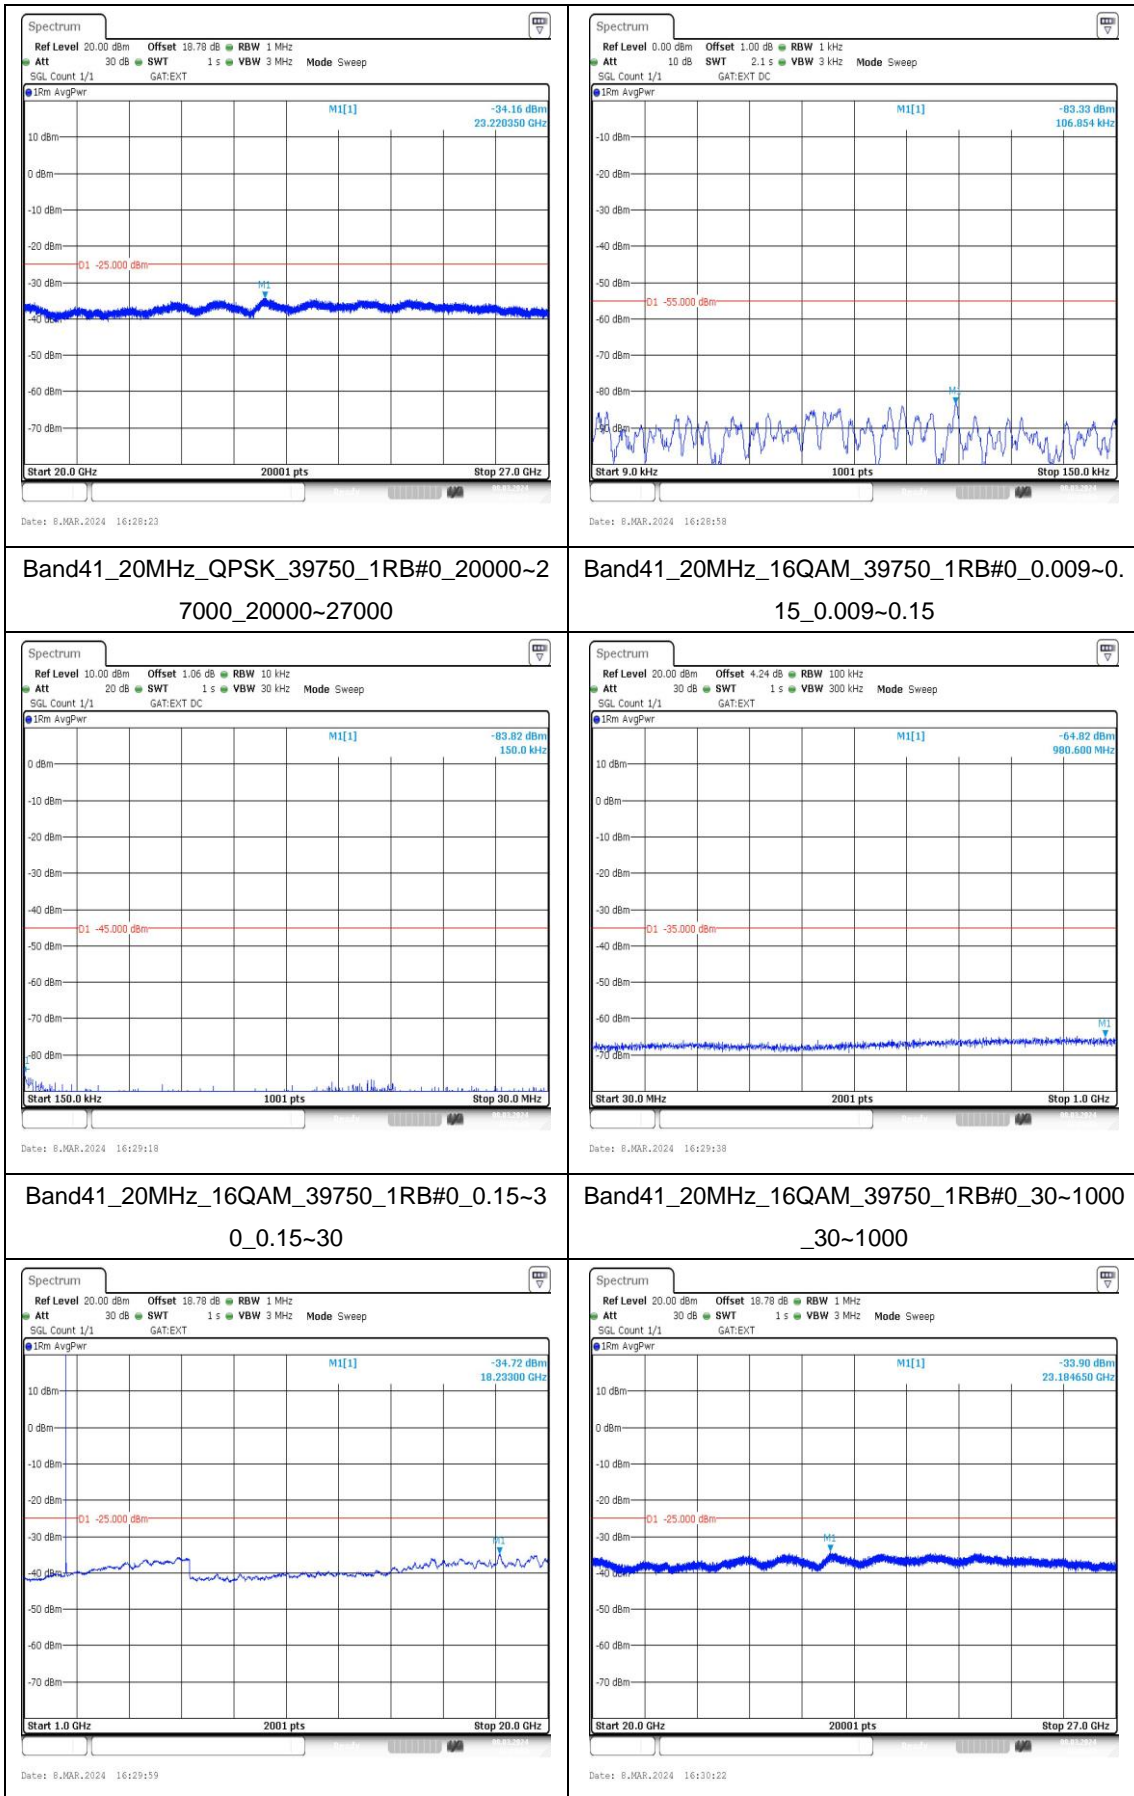 Spectrum
Ref Level 20.00 dBm Offset 18.78 dB RBW 1 MHz
Att 30 dB SWT 1 s VBW 3 MHz Mode Sweep
SGL Count 1/1 GAT:EXT
1Rm AvgPwr
M1[1] -34.16 dBm
23.220350 GHz
10 dBm
0 dBm
-10 dBm
-20 dBm
D1 -25.000 dBm
-30 dBm
M1
-40 dBm
-50 dBm
-60 dBm
-70 dBm
Start 20.0 GHz 20001 pts Stop 27.0 GHz
Date: 8.MAR.2024 16:28:23
Spectrum
Ref Level 0.00 dBm Offset 1.00 dB RBW 1 kHz
Att 10 dB SWT 2.1 s VBW 3 kHz Mode Sweep
SGL Count 1/1 GAT:EXT DC
1Rm AvgPwr
M1[1] -83.33 dBm
106.854 kHz
-10 dBm
-20 dBm
-30 dBm
-40 dBm
-50 dBm
D1 -55.000 dBm
-60 dBm
-70 dBm
-80 dBm
M1
-90 dBm
Start 9.0 kHz 1001 pts Stop 150.0 kHz
Date: 8.MAR.2024 16:28:58
Band41_20MHz_QPSK_39750_1RB#0_20000~2
7000_20000~27000
Band41_20MHz_16QAM_39750_1RB#0_0.009~0.
15_0.009~0.15
Spectrum
Ref Level 10.00 dBm Offset 1.06 dB RBW 10 kHz
Att 20 dB SWT 1 s VBW 30 kHz Mode Sweep
SGL Count 1/1 GAT:EXT DC
1Rm AvgPwr
M1[1] -83.82 dBm
150.0 kHz
0 dBm
-10 dBm
-20 dBm
-30 dBm
-40 dBm
D1 -45.000 dBm
-50 dBm
-60 dBm
-70 dBm
-80 dBm
Start 150.0 kHz 1001 pts Stop 30.0 MHz
Date: 8.MAR.2024 16:29:18
Spectrum
Ref Level 20.00 dBm Offset 4.24 dB RBW 100 kHz
Att 30 dB SWT 1 s VBW 300 kHz Mode Sweep
SGL Count 1/1 GAT:EXT
1Rm AvgPwr
M1[1] -64.82 dBm
980.600 MHz
10 dBm
0 dBm
-10 dBm
-20 dBm
-30 dBm
D1 -35.000 dBm
-40 dBm
-50 dBm
-60 dBm
M1
-70 dBm
Start 30.0 MHz 2001 pts Stop 1.0 GHz
Date: 8.MAR.2024 16:29:38
Band41_20MHz_16QAM_39750_1RB#0_0.15~3
0_0.15~30
Band41_20MHz_16QAM_39750_1RB#0_30~1000
_30~1000
Spectrum
Ref Level 20.00 dBm Offset 18.78 dB RBW 1 MHz
Att 30 dB SWT 1 s VBW 3 MHz Mode Sweep
SGL Count 1/1 GAT:EXT
1Rm AvgPwr
M1[1] -34.72 dBm
18.23300 GHz
10 dBm
0 dBm
-10 dBm
-20 dBm
D1 -25.000 dBm
-30 dBm
M1
-40 dBm
-50 dBm
-60 dBm
-70 dBm
Start 1.0 GHz 2001 pts Stop 20.0 GHz
Date: 8.MAR.2024 16:29:59
Spectrum
Ref Level 20.00 dBm Offset 18.78 dB RBW 1 MHz
Att 30 dB SWT 1 s VBW 3 MHz Mode Sweep
SGL Count 1/1 GAT:EXT
1Rm AvgPwr
M1[1] -33.90 dBm
23.184650 GHz
10 dBm
0 dBm
-10 dBm
-20 dBm
D1 -25.000 dBm
-30 dBm
M1
-40 dBm
-50 dBm
-60 dBm
-70 dBm
Start 20.0 GHz 20001 pts Stop 27.0 GHz
Date: 8.MAR.2024 16:30:22